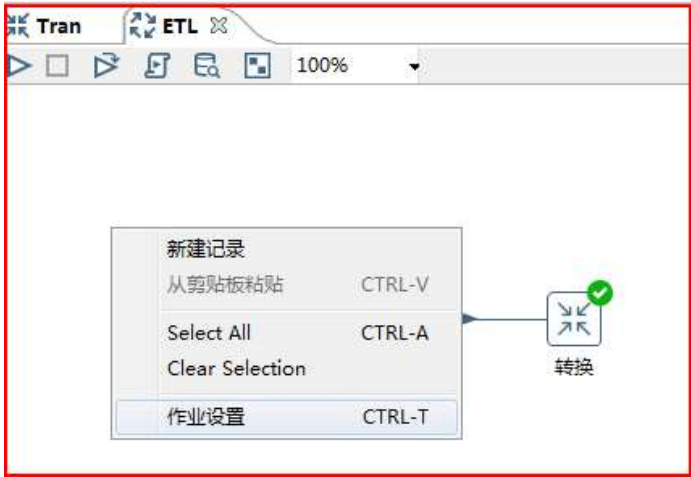 Tran ETL
100%
新建记录
从剪贴板粘贴 CTRL-V
Select All CTRL-A
Clear Selection
转换
作业设置 CTRL-T